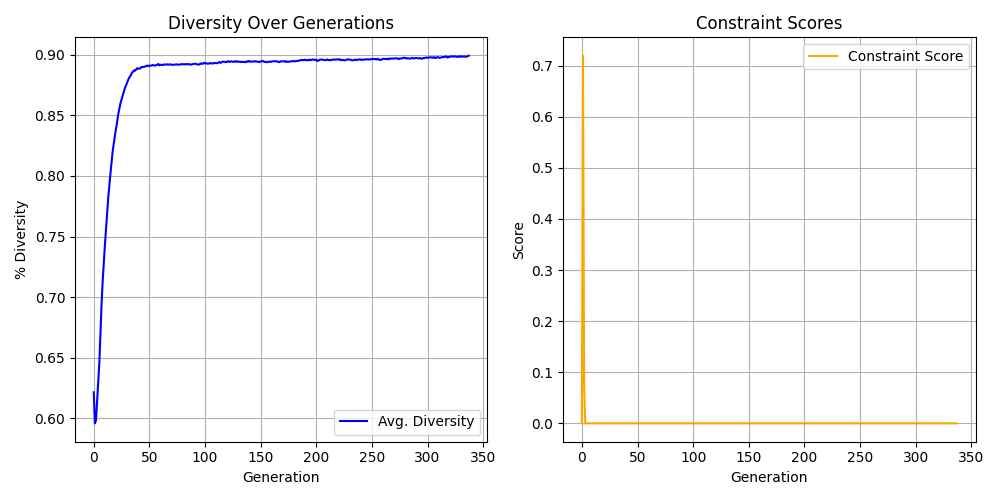 Diversity Over Generations
% Diversity
0.90
0.85
0.80
0.75
0.70
0.65
0.60
Avg. Diversity
0 50 100 150 200 250 300 350
Generation
Constraint Scores
Score
0.7
0.6
0.5
0.4
0.3
0.2
0.1
0.0
Constraint Score
0 50 100 150 200 250 300 350
Generation